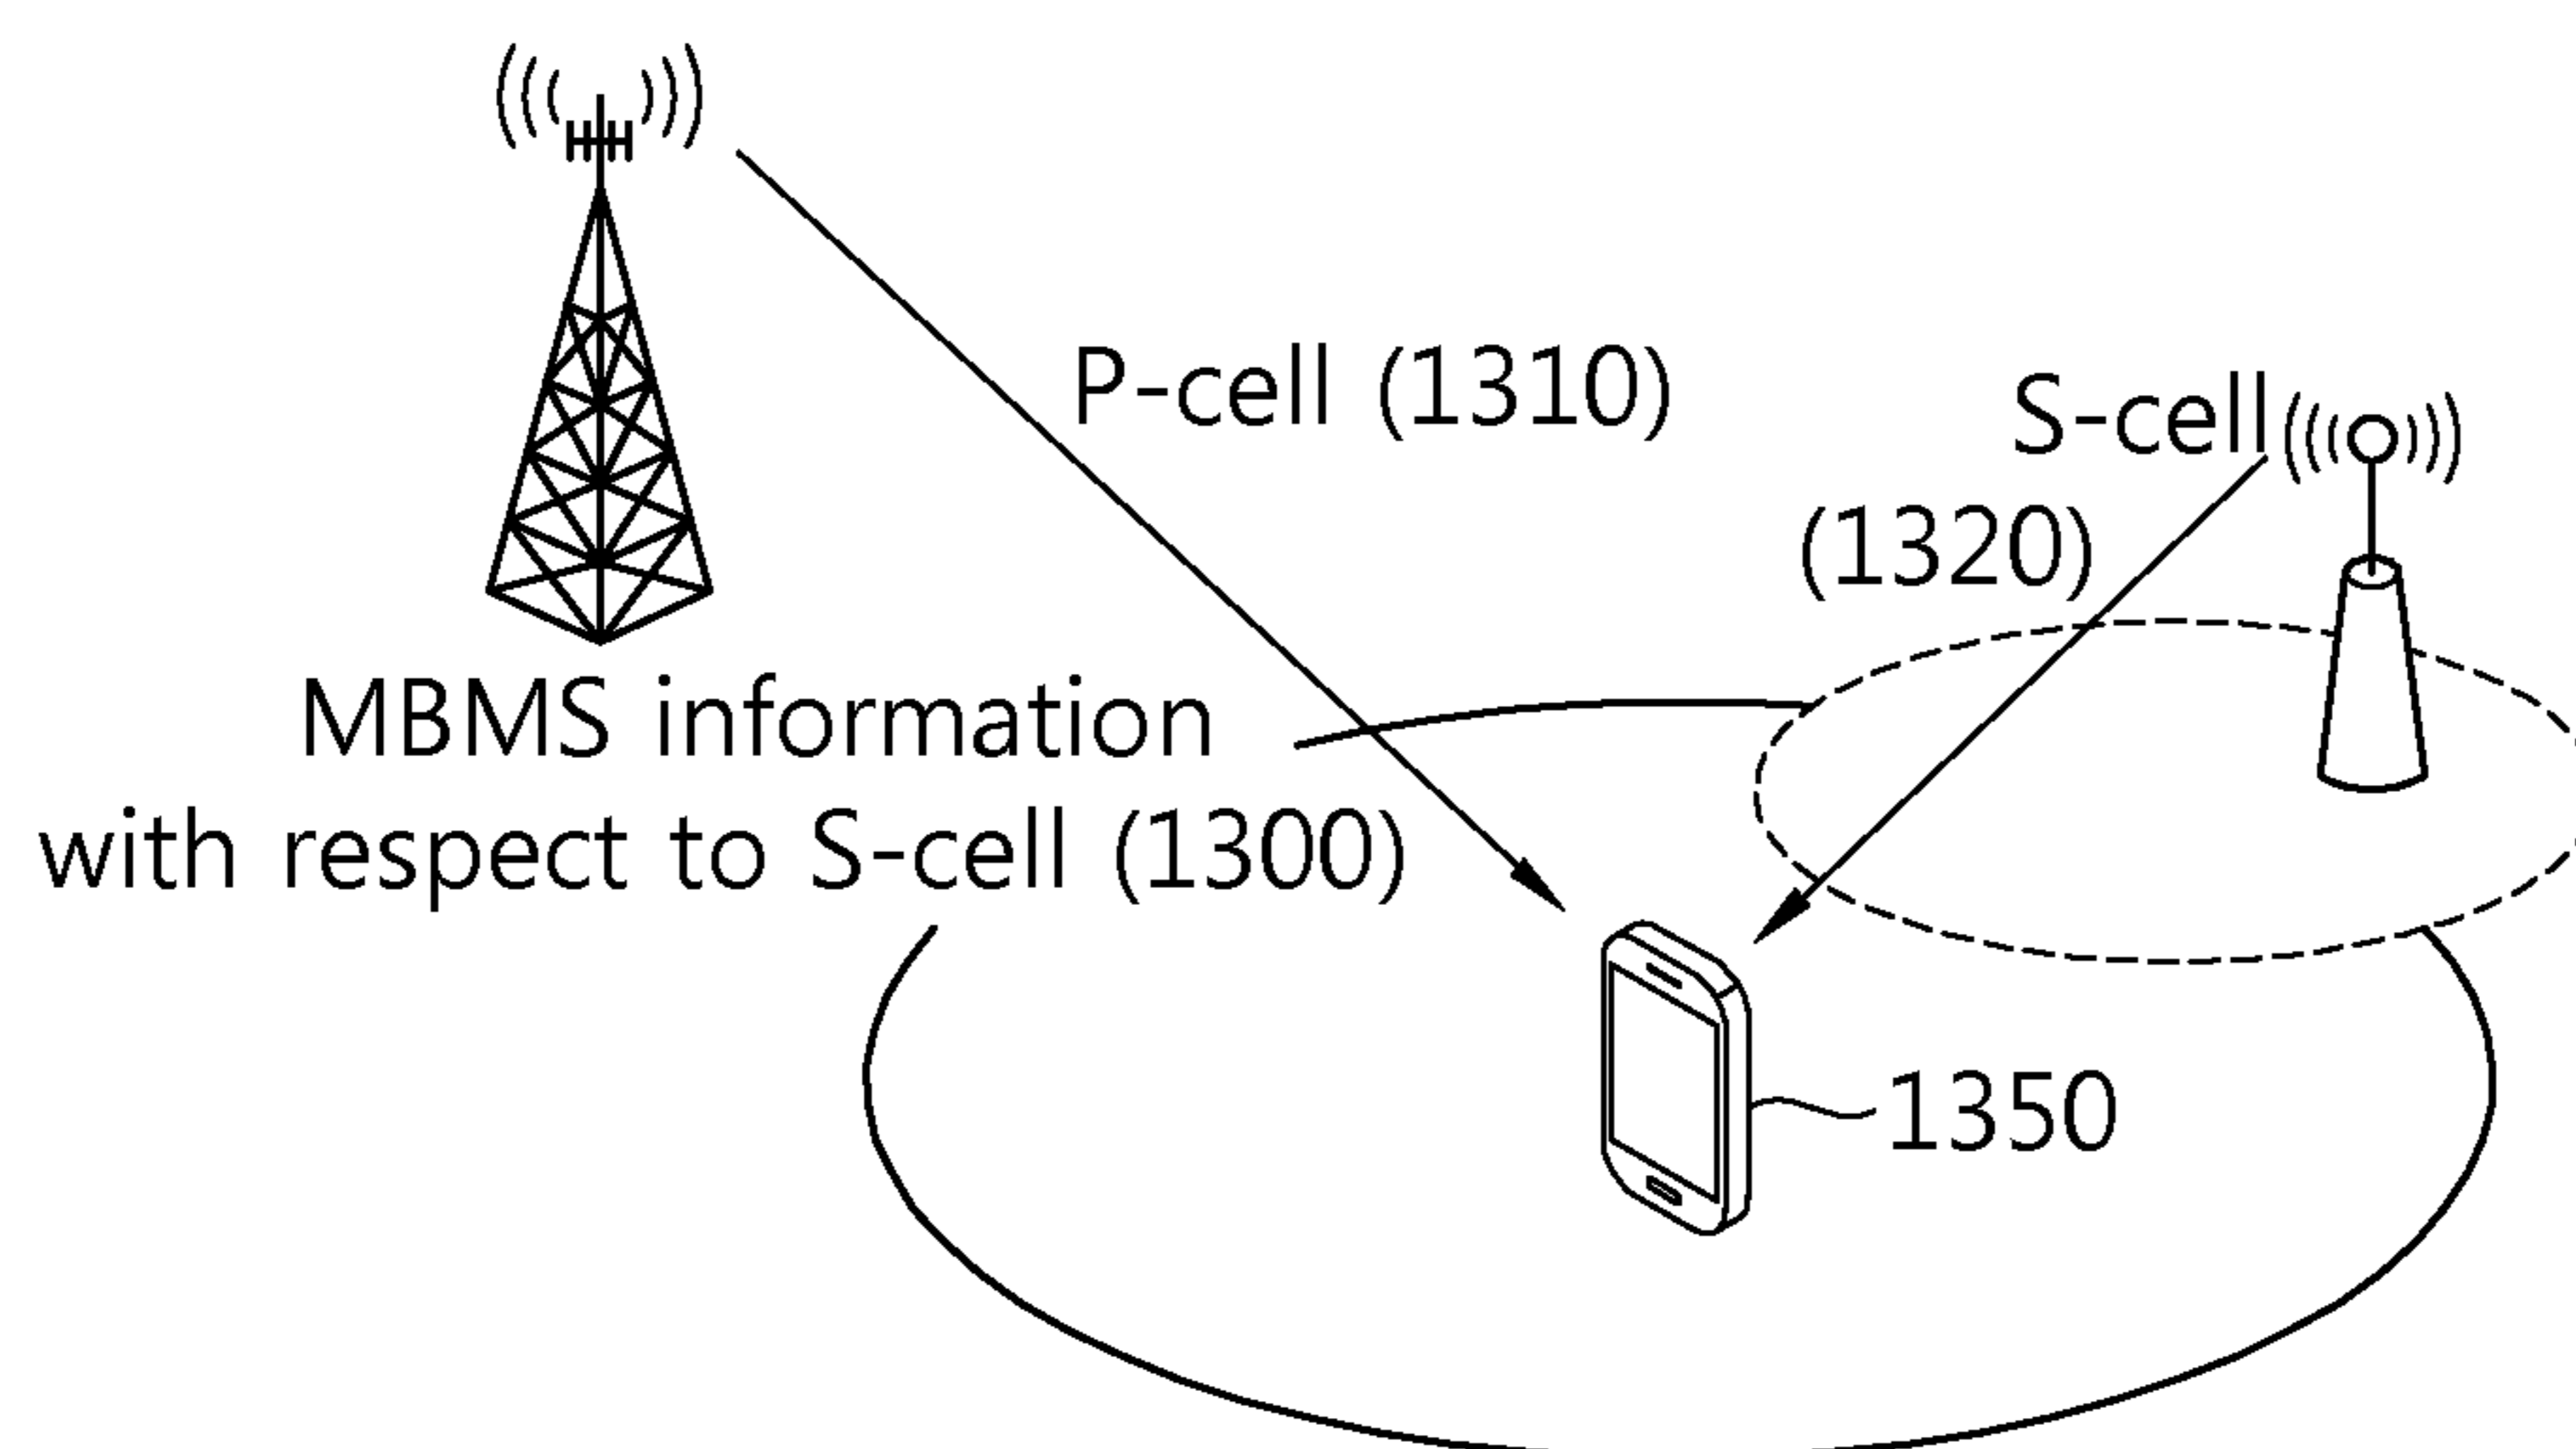 P-cell (1310)
S-cell
(1320)
MBMS information
with respect to S-cell (1300)
1350